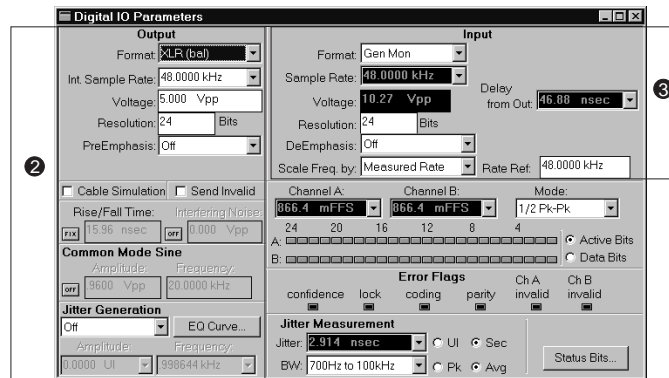 Digital IO Parameters
Output
Format: XLR (bal)
Int. Sample Rate: 48.0000 kHz
Voltage: 5.000 Vpp
Resolution: 24 Bits
PreEmphasis: Off
Input
Format: Gen Mon
Sample Rate: 48.0000 kHz
Voltage: 10.27 Vpp
Delay
from Out: 46.88 nsec
Resolution: 24 Bits
DeEmphasis: Off
Scale Freq. by: Measured Rate Rate Ref: 48.0000 kHz
2
3
Cable Simulation Send Invalid
Rise/Fall Time: Interfering Noise:
FIX 15.96 nsec OFF 0.000 Vpp
Common Mode Sine
Amplitude: Frequency:
OFF .9600 Vpp 20.0000 kHz
Jitter Generation
Off EQ Curve...
Amplitude: Frequency:
0.0000 UI .998644 kHz
Channel A: Channel B: Mode:
866.4 mFFS 866.4 mFFS 1/2 Pk-Pk
24 20 16 12 8 4
A: Active Bits
B: Data Bits
Error Flags
confidence lock coding parity Ch A invalid Ch B invalid
Jitter Measurement
Jitter: 2.914 nsec UI Sec
BW: 700Hz to 100kHz Pk Avg
Status Bits...